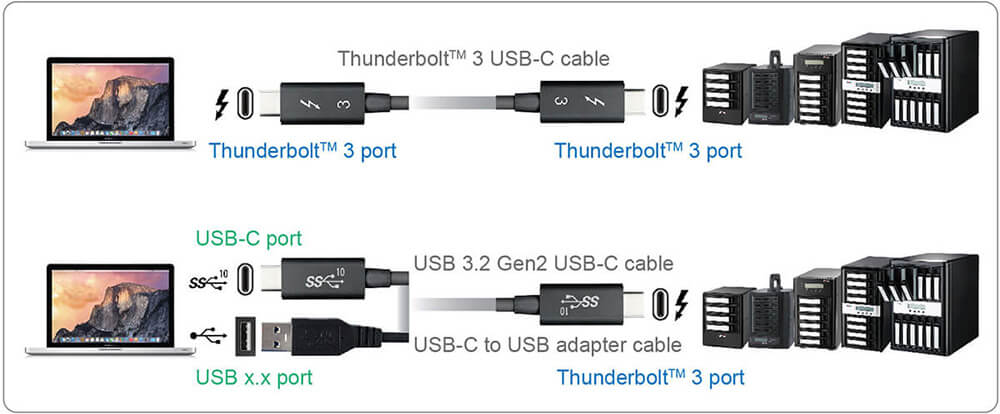 Thunderbolt™ 3 USB-C cable
3
3
Thunderbolt™ 3 port
Thunderbolt™ 3 port
USB-C port
SS 10
SS 10
USB 3.2 Gen2 USB-C cable
SS 10
USB-C to USB adapter cable
USB x.x port
Thunderbolt™ 3 port